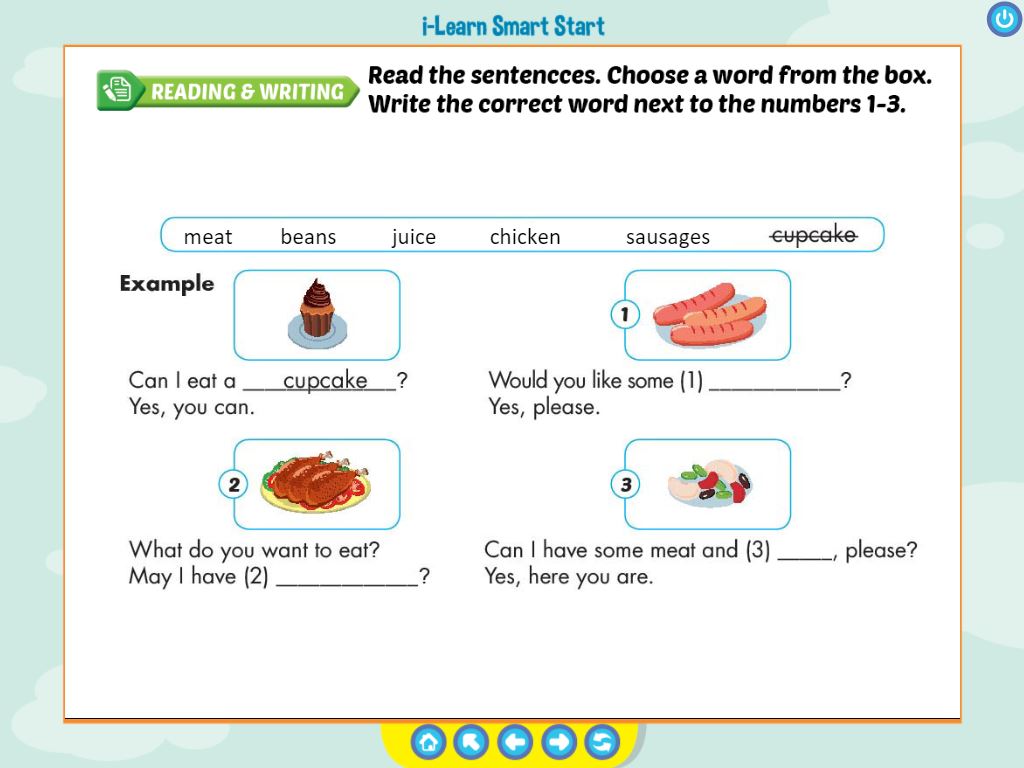 i-Learn Smart Start
READING & WRITING
Read the sentencces. Choose a word from the box.
Write the correct word next to the numbers 1-3.
meat beans juice chicken sausages cupcake
Example
1
Can I eat a ___cupcake__?
Yes, you can.
Would you like some (1) ____________?
Yes, please.
2
3
What do you want to eat?
May I have (2) _____________?
Can I have some meat and (3) _____, please?
Yes, here you are.